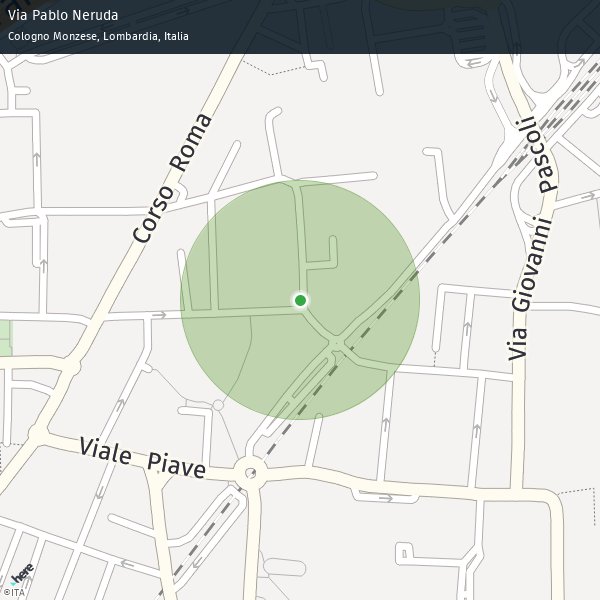 Via Pablo Neruda
Cologno Monzese, Lombardia, Italia
Corso Roma
Via Giovanni Pascoli
Viale Piave
here
©ITA